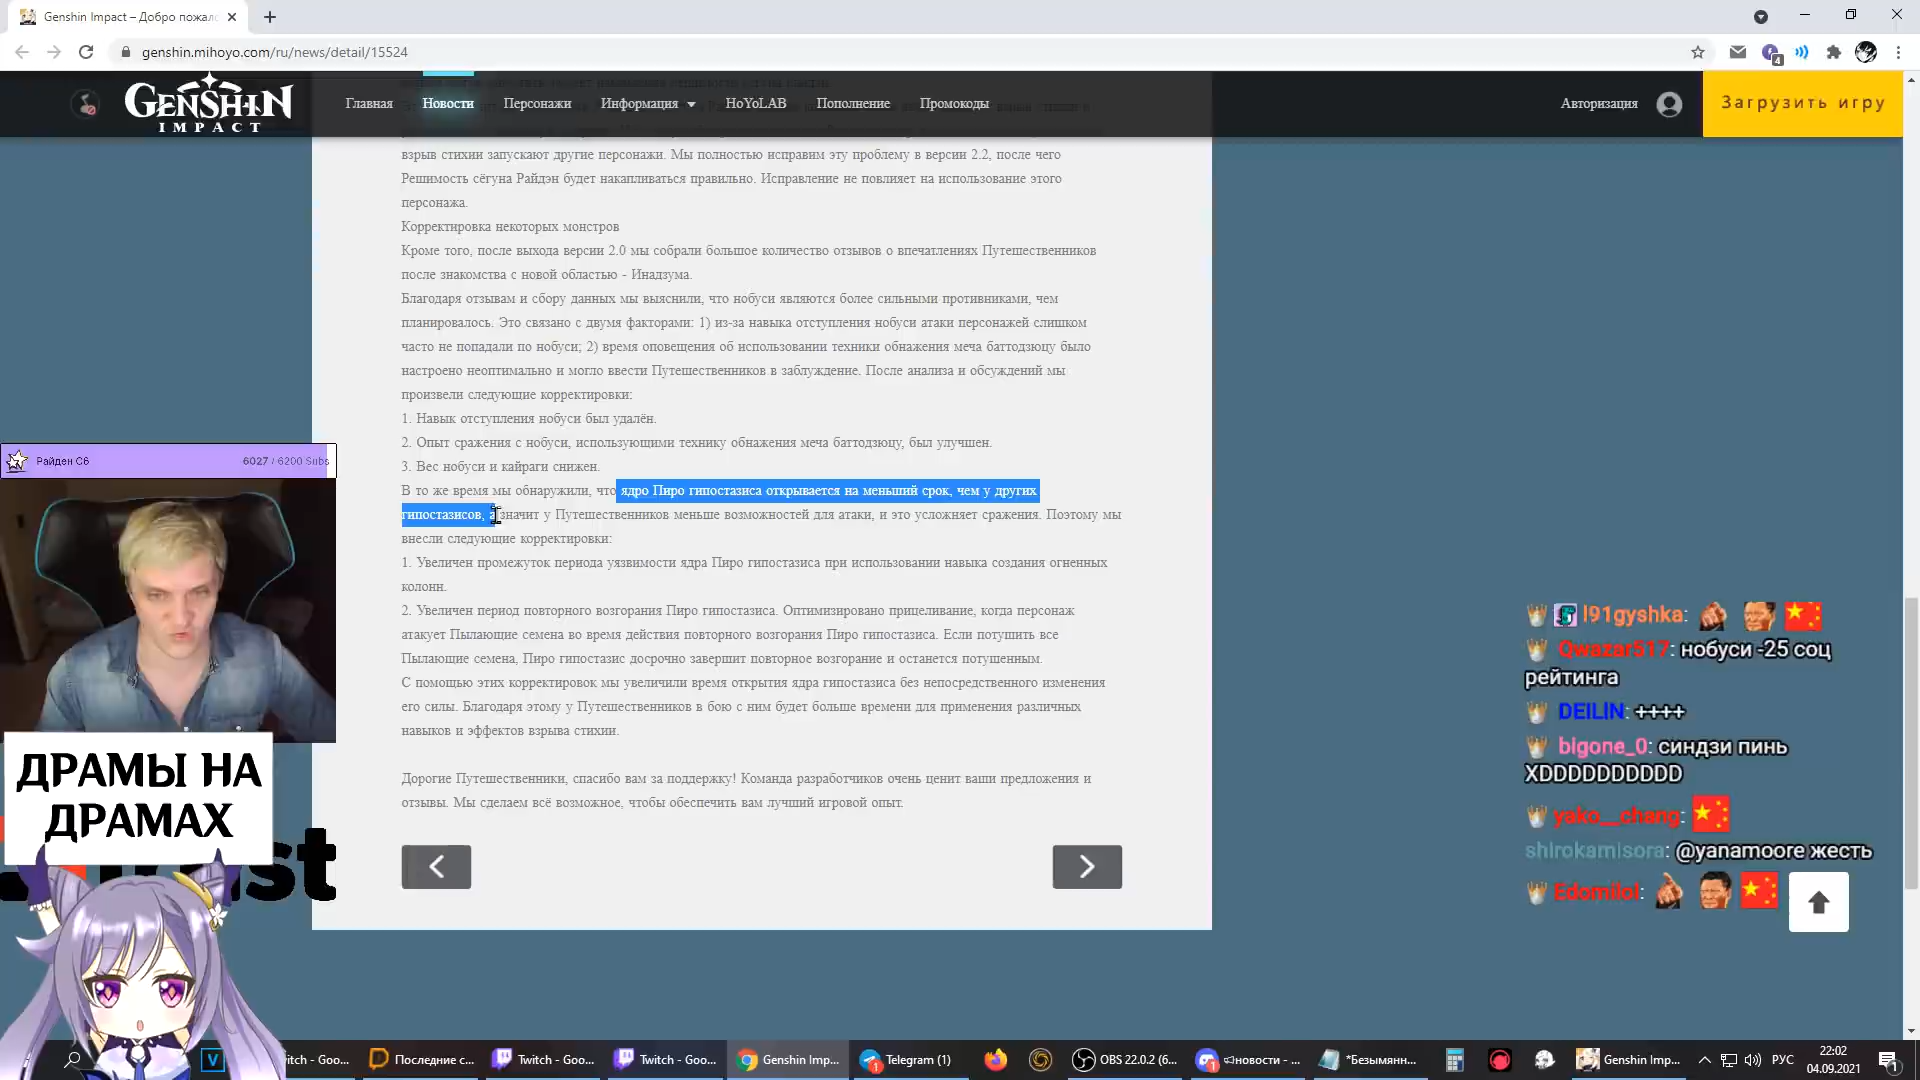 Genshin Impact – Добро пожал
genshin.mihoyo.com/ru/news/detail/15524
4
GENSHIN
IMPACT
Главная
Новости
Персонажи
Информация
HoYoLAB
Пополнение
Промокоды
Авторизация
Загрузить игру
взрыв стихии запускают другие персонажи. Мы полностью исправим эту проблему в версии 2.2, после чего
Решимость сёгуна Райдэн будет накапливаться правильно. Исправление не повлияет на использование этого
персонажа.
Корректировка некоторых монстров
Кроме того, после выхода версии 2.0 мы собрали большое количество отзывов о впечатлениях Путешественников
после знакомства с новой областью - Инадзума.
Благодаря отзывам и сбору данных мы выяснили, что нобуси являются более сильными противниками, чем
планировалось. Это связано с двумя факторами: 1) из-за навыка отступления нобуси атаки персонажей слишком
часто не попадали по нобуси; 2) время оповещения об использовании техники обнажения меча баттодзюцу было
настроено неоптимально и могло ввести Путешественников в заблуждение. После анализа и обсуждений мы
произвели следующие корректировки:
1. Навык отступления нобуси был удалён.
2. Опыт сражения с нобуси, использующими технику обнажения меча баттодзюцу, был улучшен.
3. Вес нобуси и кайраги снижен.
В то же время мы обнаружили, что ядро Пиро гипостазиса открывается на меньший срок, чем у других
гипостазисов, а значит у Путешественников меньше возможностей для атаки, и это усложняет сражения. Поэтому мы
внесли следующие корректировки:
1. Увеличен промежуток периода уязвимости ядра Пиро гипостазиса при использовании навыка создания огненных
колонн.
2. Увеличен период повторного возгорания Пиро гипостазиса. Оптимизировано прицеливание, когда персонаж
атакует Пылающие семена во время действия повторного возгорания Пиро гипостазиса. Если потушить все
Пылающие семена, Пиро гипостазис досрочно завершит повторное возгорание и останется потушенным.
С помощью этих корректировок мы увеличили время открытия ядра гипостазиса без непосредственного изменения
его силы. Благодаря этому у Путешественников в бою с ним будет больше времени для применения различных
навыков и эффектов взрыва стихии.
Дорогие Путешественники, спасибо вам за поддержку! Команда разработчиков очень ценит ваши предложения и
отзывы. Мы сделаем всё возможное, чтобы обеспечить вам лучший игровой опыт.
Райден С6
6027 / 6200 Subs
ДРАМЫ НА
ДРАМАХ
st
l91gyshka:
Qwazar517: нобуси -25 соц
рейтинга
DEILIN: ++++
bigone_0: синдзи пинь
XDDDDDDDDDD
yako__chang:
shirokamisora: @yanamoore жесть
Edomilol:
V
itch - Goo...
Последние с...
Twitch - Goo...
Twitch - Goo...
Genshin Imp...
Telegram (1)
OBS 22.0.2 (6...
новости - ...
*Безымянн...
Genshin Imp...
РУС
22:02
04.09.2021
1